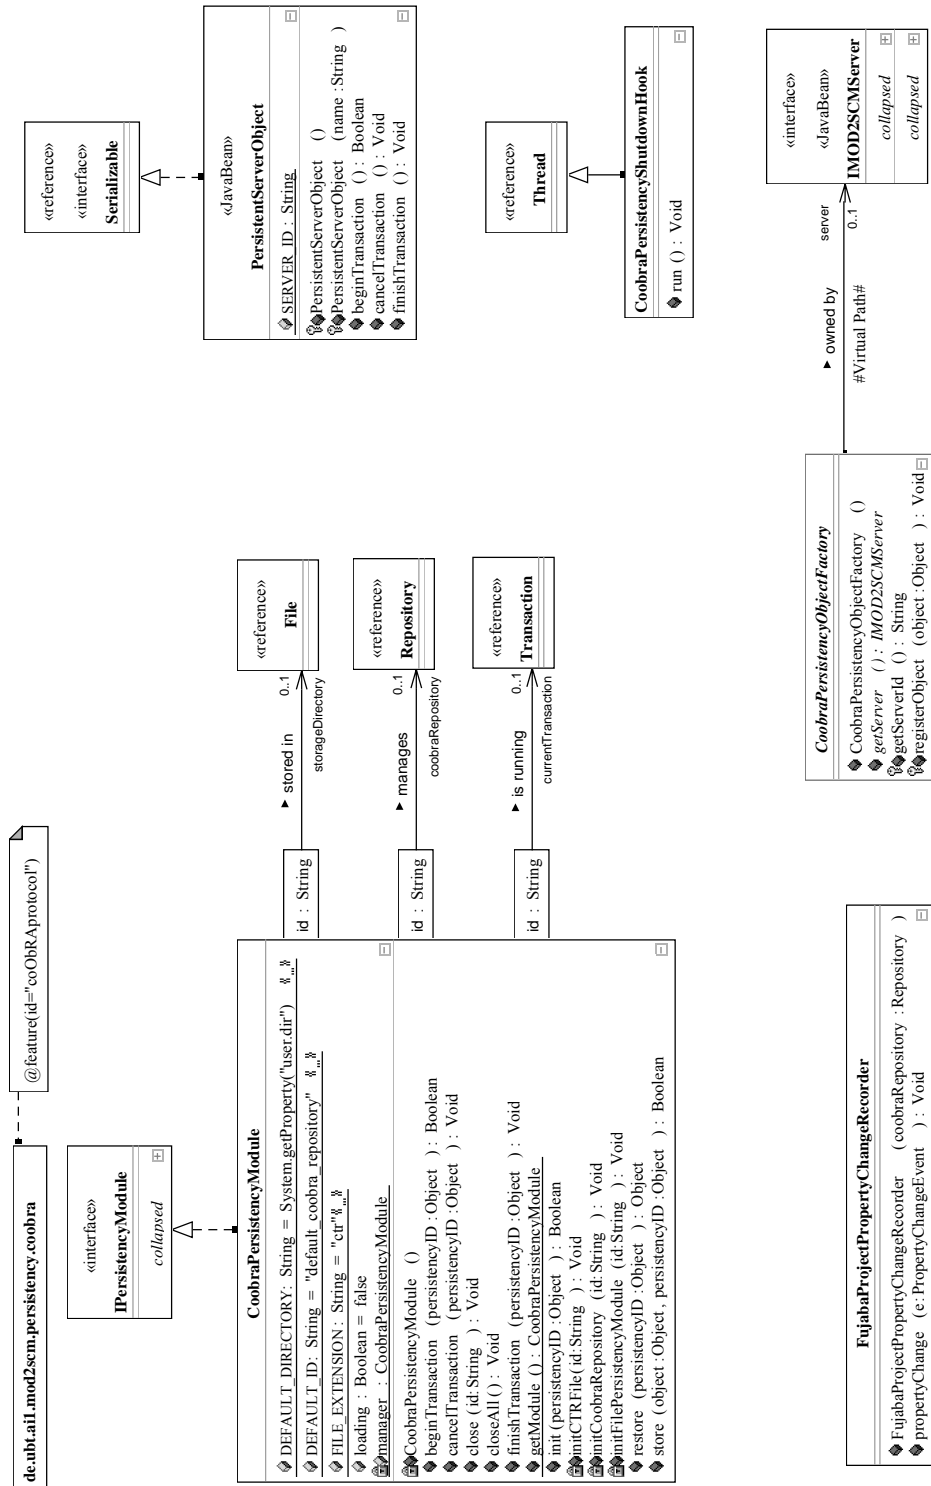 de.ubt.ai1.mod2scm.persistency.coobra
@feature(id="coObRAprotocol")
«interface»
IPersistencyModule
collapsed
CoobraPersistencyModule
DEFAULT_DIRECTORY : String = System.getProperty("user.dir") «...»
DEFAULT_ID : String = "default_coobra_repository" «...»
FILE_EXTENSION : String = "ctr" «...»
loading : Boolean = false
manager : CoobraPersistencyModule
CoobraPersistencyModule ()
beginTransaction (persistencyID : Object ) : Boolean
cancelTransaction (persistencyID : Object ) : Void
close (id: String ) : Void
closeAll () : Void
finishTransaction (persistencyID : Object ) : Void
getModule () : CoobraPersistencyModule
init (persistencyID : Object ) : Boolean
initCTRFile( id: String ) : Void
initCoobraRepository (id: String ) : Void
initFilePersistencyModule (id: String ) : Void
restore (persistencyID : Object ) : Object
store (object : Object , persistencyID : Object ) : Boolean
id : String
stored in
0..1
storageDirectory
«reference»
File
id : String
manages
0..1
coobraRepository
«reference»
Repository
id : String
is running
0..1
currentTransaction
«reference»
Transaction
«reference»
«interface»
Serializable
«JavaBean»
PersistentServerObject
SERVER_ID : String
PersistentServerObject ()
PersistentServerObject (name : String )
beginTransaction () : Boolean
cancelTransaction () : Void
finishTransaction () : Void
«reference»
Thread
CoobraPersistencyShutdownHook
run () : Void
FujabaProjectPropertyChangeRecorder
FujabaProjectPropertyChangeRecorder (coobraRepository : Repository )
propertyChange (e : PropertyChangeEvent ) : Void
CoobraPersistencyObjectFactory
CoobraPersistencyObjectFactory ()
getServer () : IMOD2SCMServer
getServerId () : String
registerObject (object : Object ) : Void
owned by
#Virtual Path#
server
0..1
«interface»
«JavaBean»
IMOD2SCMServer
collapsed
collapsed